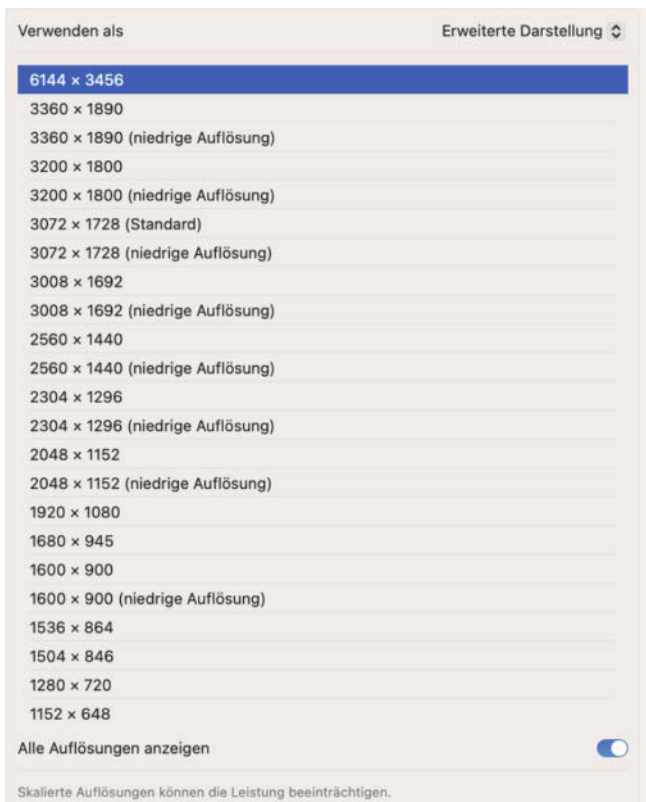 Verwenden als Erweiterte Darstellung
6144 × 3456
3360 × 1890
3360 × 1890 (niedrige Auflösung)
3200 × 1800
3200 × 1800 (niedrige Auflösung)
3072 × 1728 (Standard)
3072 × 1728 (niedrige Auflösung)
3008 × 1692
3008 × 1692 (niedrige Auflösung)
2560 × 1440
2560 × 1440 (niedrige Auflösung)
2304 × 1296
2304 × 1296 (niedrige Auflösung)
2048 × 1152
2048 × 1152 (niedrige Auflösung)
1920 × 1080
1680 × 945
1600 × 900
1600 × 900 (niedrige Auflösung)
1536 × 864
1504 × 846
1280 × 720
1152 × 648
Alle Auflösungen anzeigen
Skalierte Auflösungen können die Leistung beeinträchtigen.